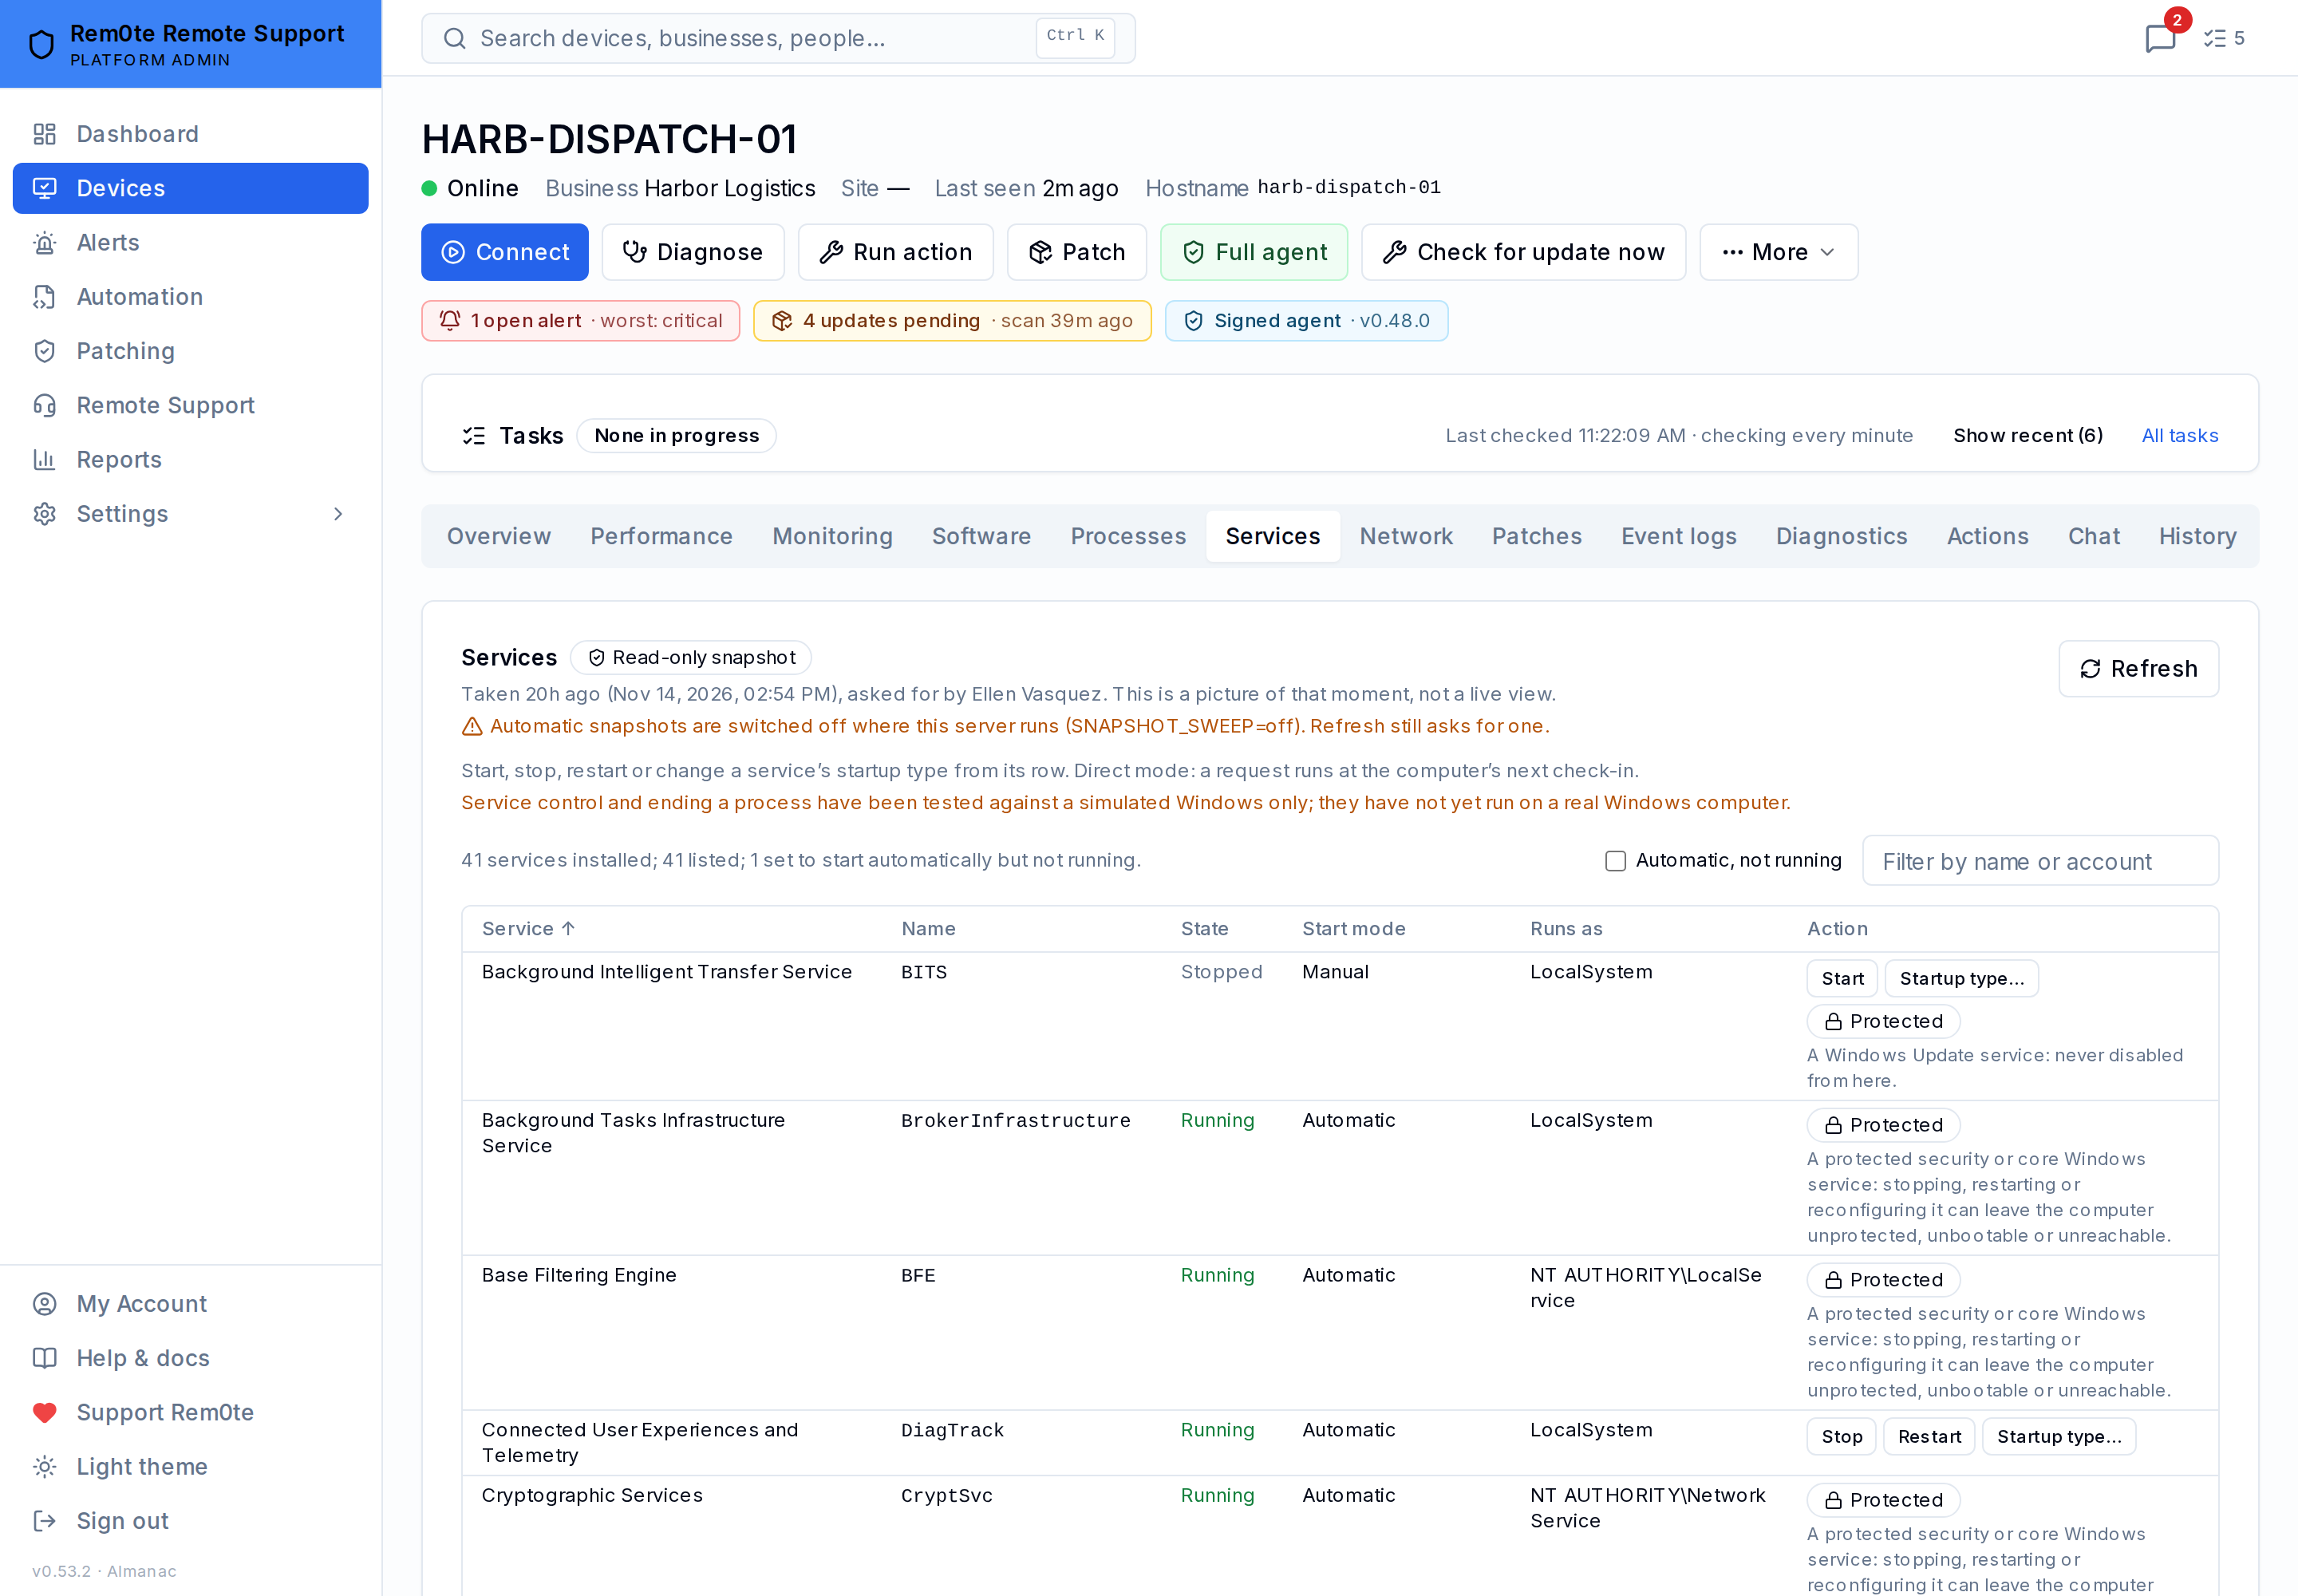 Rem0te Remote Support
PLATFORM ADMIN
Search devices, businesses, people...
Ctrl K
2
5
Dashboard
Devices
Alerts
Automation
Patching
Remote Support
Reports
Settings
My Account
Help & docs
Support Rem0te
Light theme
Sign out
v0.53.2 · Almanac
HARB-DISPATCH-01
Online Business Harbor Logistics Site — Last seen 2m ago Hostname harb-dispatch-01
Connect Diagnose Run action Patch Full agent Check for update now More
1 open alert · worst: critical 4 updates pending · scan 39m ago Signed agent · v0.48.0
Tasks None in progress Last checked 11:22:09 AM · checking every minute Show recent (6) All tasks
Overview Performance Monitoring Software Processes Services Network Patches Event logs Diagnostics Actions Chat History
Services Read-only snapshot Refresh
Taken 20h ago (Nov 14, 2026, 02:54 PM), asked for by Ellen Vasquez. This is a picture of that moment, not a live view.
Automatic snapshots are switched off where this server runs (SNAPSHOT_SWEEP=off). Refresh still asks for one.
Start, stop, restart or change a service’s startup type from its row. Direct mode: a request runs at the computer’s next check-in.
Service control and ending a process have been tested against a simulated Windows only; they have not yet run on a real Windows computer.
41 services installed; 41 listed; 1 set to start automatically but not running. Automatic, not running Filter by name or account
Service ↑ Name State Start mode Runs as Action
Background Intelligent Transfer Service BITS Stopped Manual LocalSystem Start Startup type...
Protected
A Windows Update service: never disabled
from here.
Background Tasks Infrastructure
Service
BrokerInfrastructure Running Automatic LocalSystem Protected
A protected security or core Windows
service: stopping, restarting or
reconfiguring it can leave the computer
unprotected, unbootable or unreachable.
Base Filtering Engine BFE Running Automatic NT AUTHORITY\LocalSe
rvice
Protected
A protected security or core Windows
service: stopping, restarting or
reconfiguring it can leave the computer
unprotected, unbootable or unreachable.
Connected User Experiences and
Telemetry
DiagTrack Running Automatic LocalSystem Stop Restart Startup type...
Cryptographic Services CryptSvc Running Automatic NT AUTHORITY\Network
Service
Protected
A protected security or core Windows
service: stopping, restarting or
reconfiguring it can leave the computer